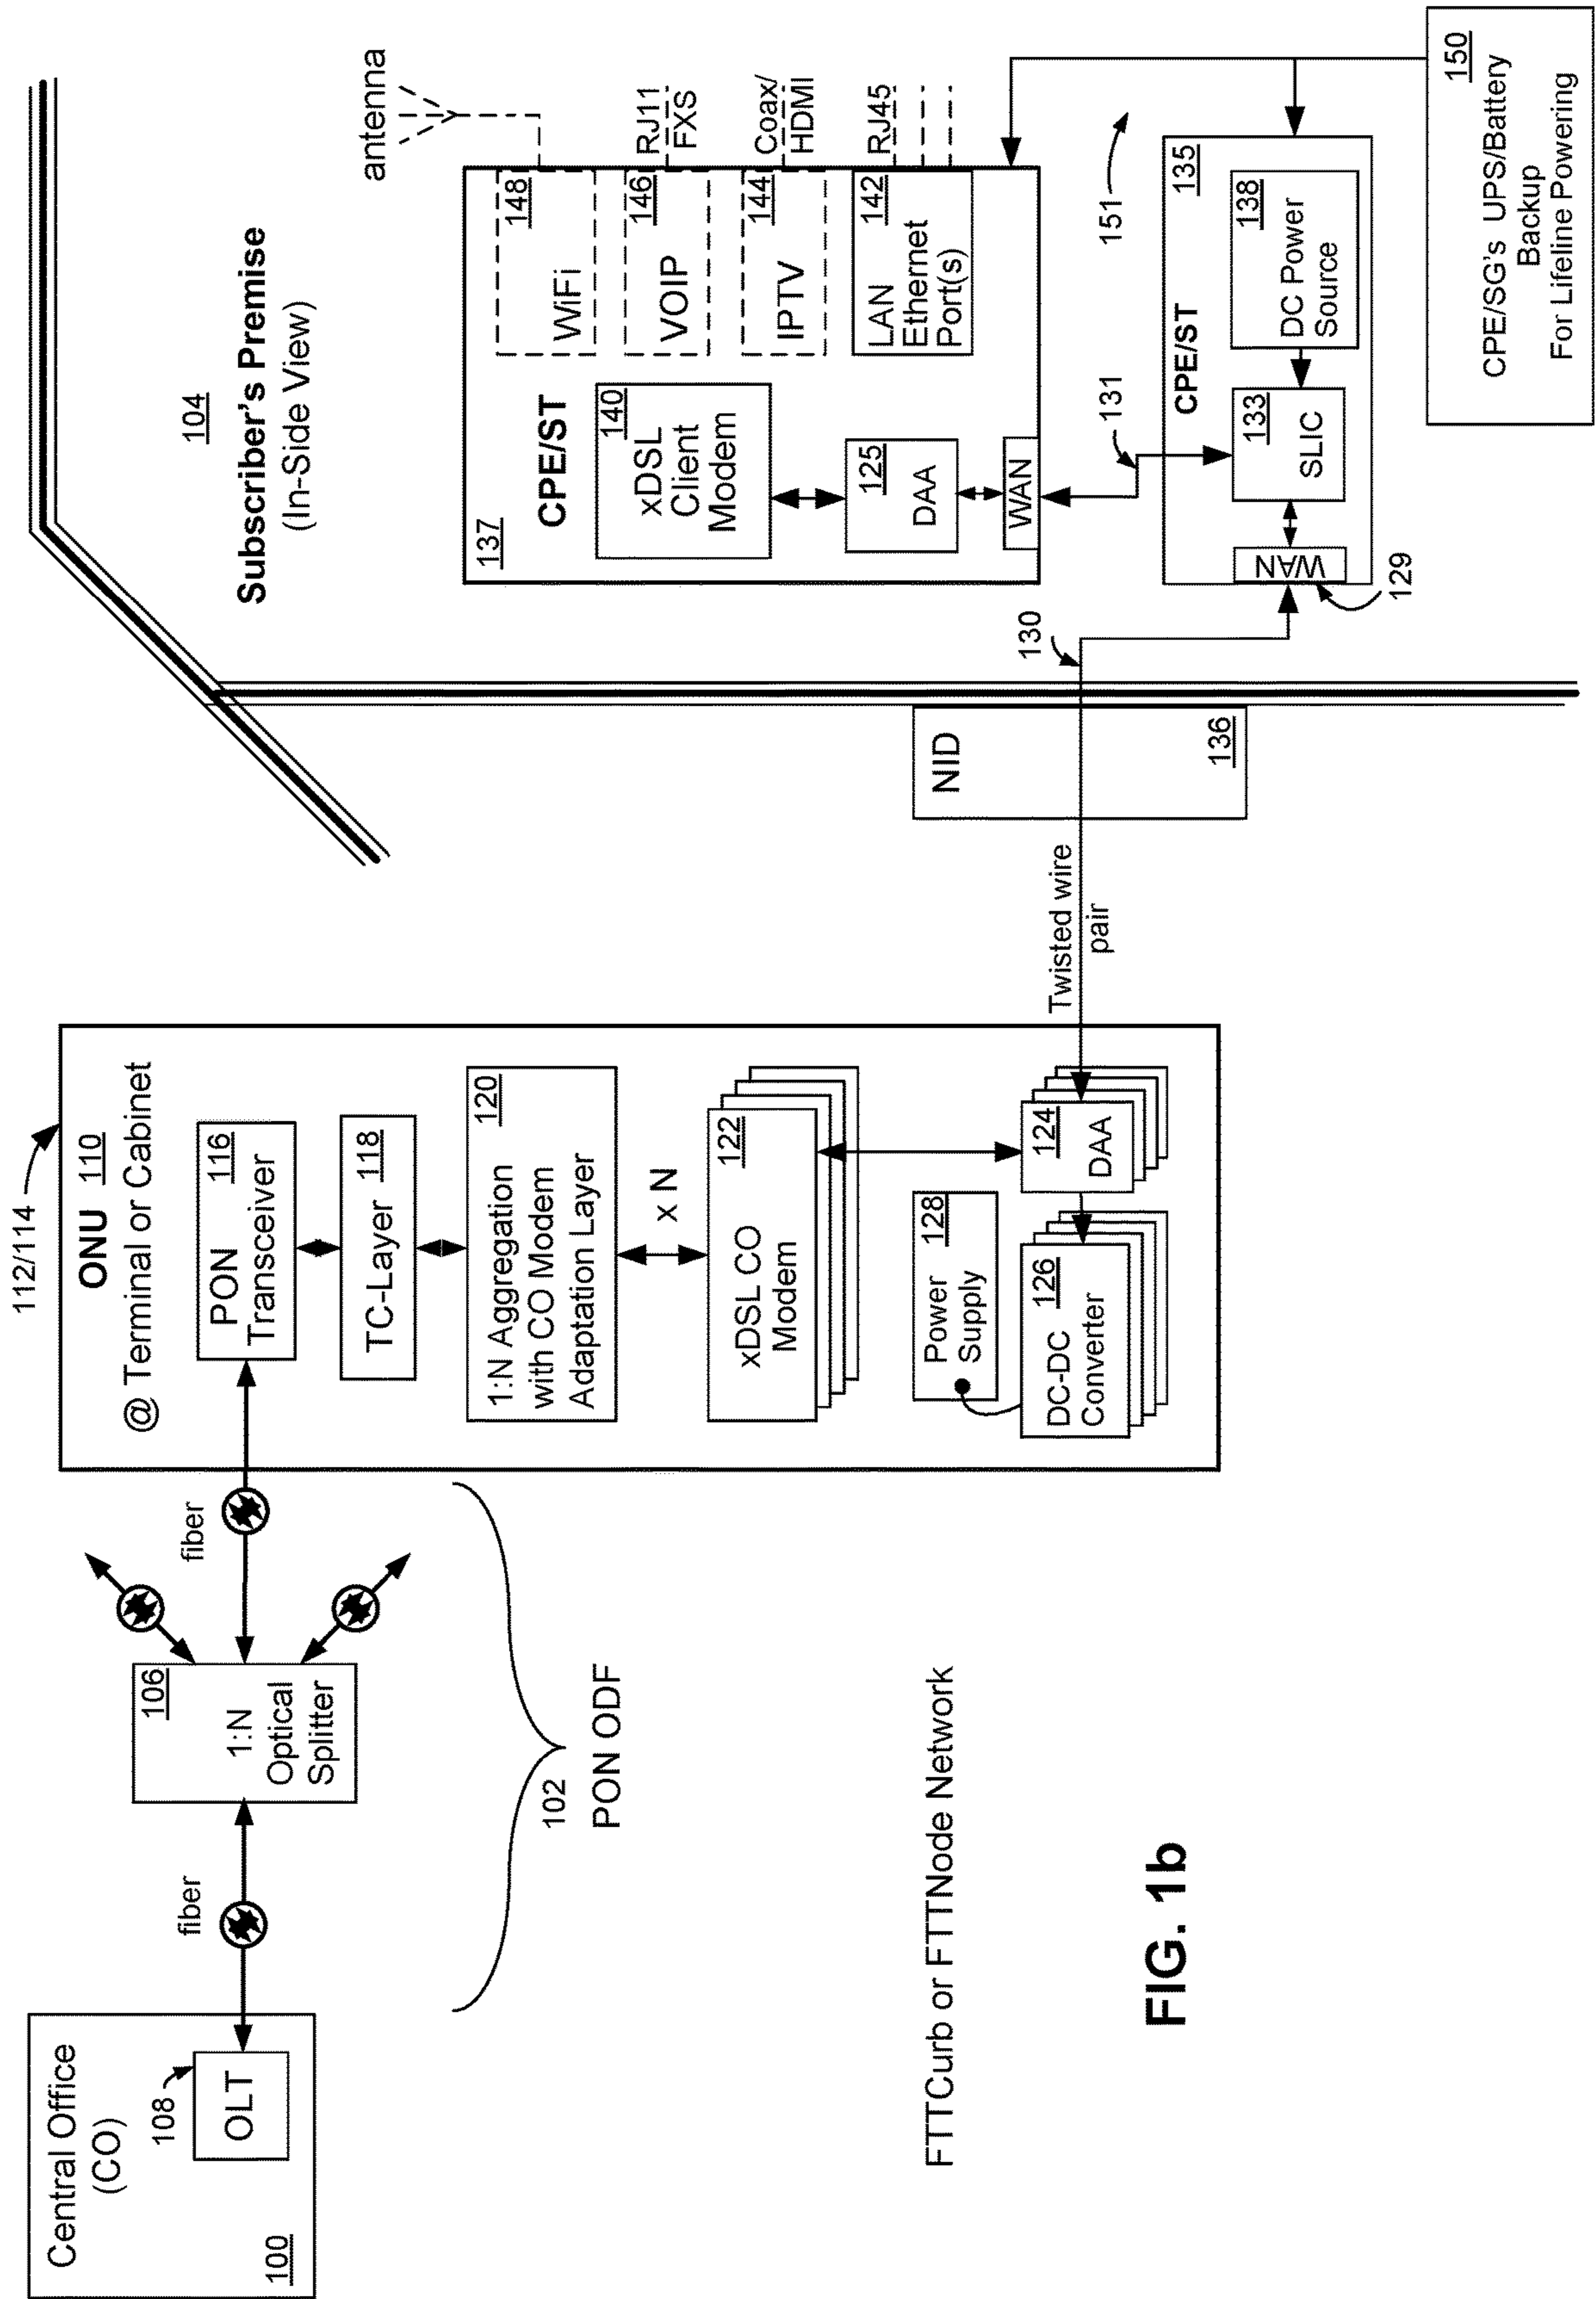 Central Office
(CO)
108
OLT
100
fiber
106
1:N
Optical
Splitter
fiber
102
PON ODF
112/114
ONU 110
@ Terminal or Cabinet
116
PON
Transceiver
TC-Layer 118
120
1:N Aggregation
with CO Modem
Adaptation Layer
x N
122
xDSL CO
Modem
128
Power
Supply
124
DAA
126
DC-DC
Converter
Twisted wire
pair
NID
136
130
104
Subscriber's Premise
(In-Side View)
antenna
137
CPE/ST
140
xDSL
Client
Modem
125
DAA
WAN
148
WiFi
146
VOIP
144
IPTV
142
LAN
Ethernet
Port(s)
RJ11
FXS
Coax/
HDMI
RJ45
151
131
CPE/ST
135
133
SLIC
138
DC Power
Source
WAN
129
150
CPE/SG's UPS/Battery
Backup
For Lifeline Powering
FTTCurb or FTTNode Network
FIG. 1b